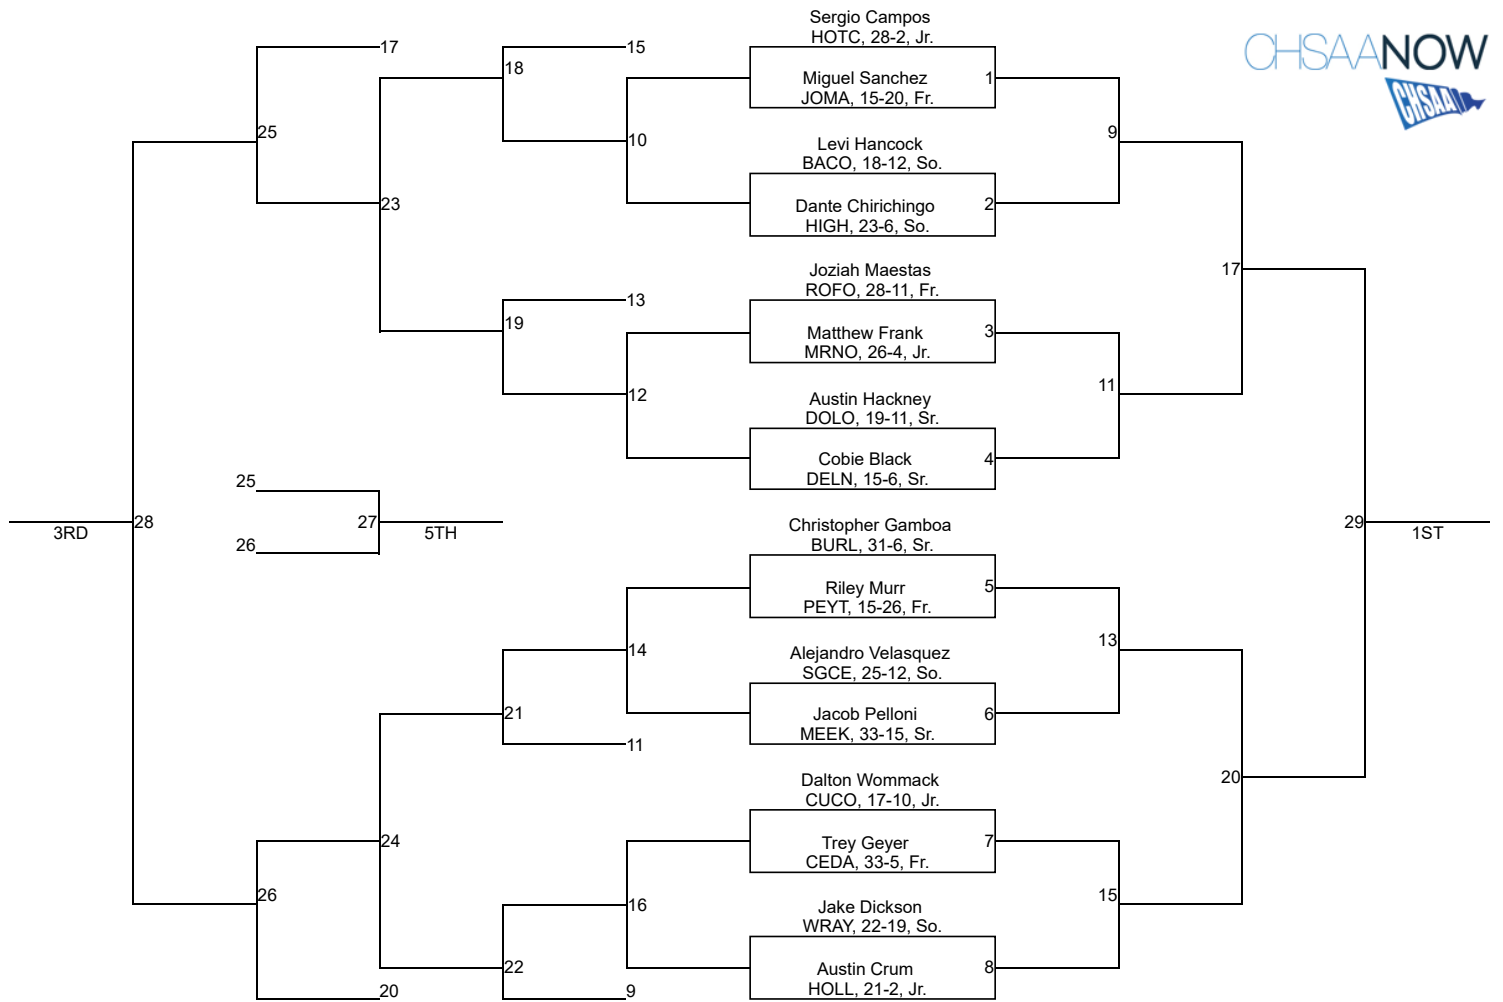 Sergio Campos
HOTC, 28-2, Jr.
CHSAANOW
17
15
18
Miguel Sanchez
1
JOMA, 15-20, Fr.
CHSAA
25
10
9
Levi Hancock
BACO, 18-12, So.
23
Dante Chirichingo
2
HIGH, 23-6, So.
Joziah Maestas
17
ROFO, 28-11, Fr.
13
19
Matthew Frank
3
MRNO, 26-4, Jr.
11
12
Austin Hackney
DOLO, 19-11, Sr.
Cobie Black
4
DELN, 15-6, Sr.
25
28
27
29
3RD
5TH
1ST
26
Christopher Gamboa
BURL, 31-6, Sr.
Riley Murr
5
PEYT, 15-26, Fr.
13
14
Alejandro Velasquez
SGCE, 25-12, So.
21
Jacob Pelloni
6
MEEK, 33-15, Sr.
11
Dalton Wommack
20
CUCO, 17-10, Jr.
24
Trey Geyer
7
CEDA, 33-5, Fr.
26
15
16
Jake Dickson
WRAY, 22-19, So.
22
Austin Crum
8
HOLL, 21-2, Jr.
20
9